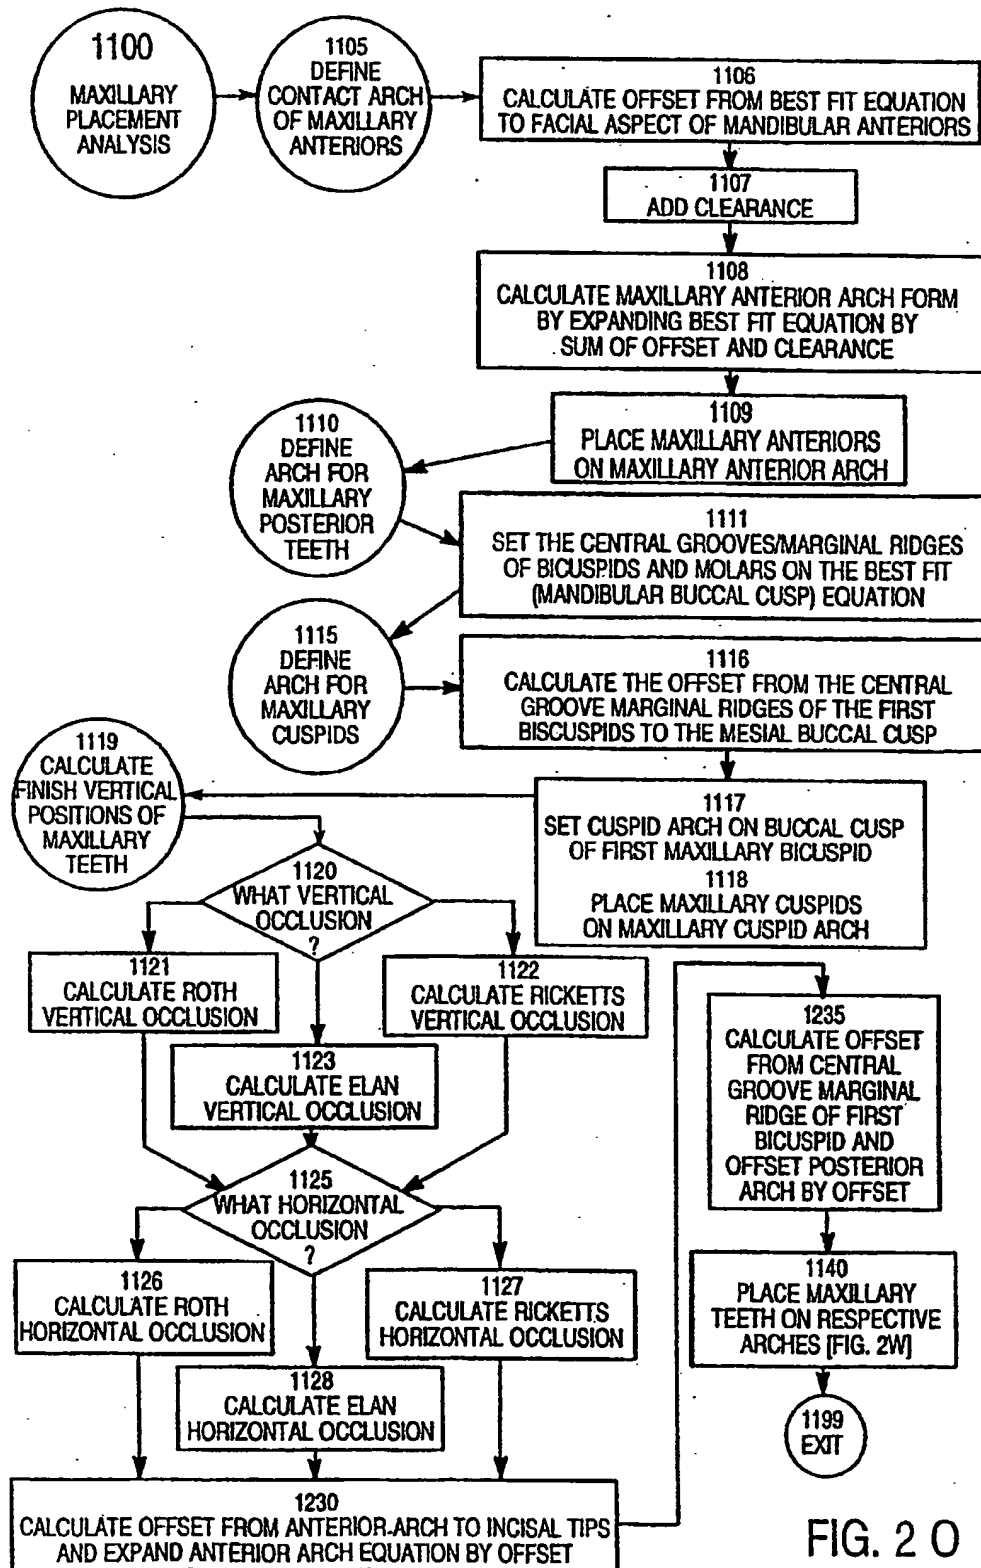 1100
MAXILLARY
PLACEMENT
ANALYSIS
1105
DEFINE
CONTACT ARCH
OF MAXILLARY
ANTERIORS
1106
CALCULATE OFFSET FROM BEST FIT EQUATION
TO FACIAL ASPECT OF MANDIBULAR ANTERIORS
1107
ADD CLEARANCE
1108
CALCULATE MAXILLARY ANTERIOR ARCH FORM
BY EXPANDING BEST FIT EQUATION BY
SUM OF OFFSET AND CLEARANCE
1109
PLACE MAXILLARY ANTERIORS
ON MAXILLARY ANTERIOR ARCH
1110
DEFINE
ARCH FOR
MAXILLARY
POSTERIOR
TEETH
1111
SET THE CENTRAL GROOVES/MARGINAL RIDGES
OF BICUSPIDS AND MOLARS ON THE BEST FIT
(MANDIBULAR BUCCAL CUSP) EQUATION
1115
DEFINE
ARCH FOR
MAXILLARY
CUSPIDS
1116
CALCULATE THE OFFSET FROM THE CENTRAL
GROOVE MARGINAL RIDGES OF THE FIRST
BISCUSPIDS TO THE MESIAL BUCCAL CUSP
1117
SET CUSPID ARCH ON BUCCAL CUSP
OF FIRST MAXILLARY BICUSPID
1118
PLACE MAXILLARY CUSPIDS
ON MAXILLARY CUSPID ARCH
1119
CALCULATE
FINISH VERTICAL
POSITIONS OF
MAXILLARY
TEETH
1120
WHAT VERTICAL
OCCLUSION
?
1121
CALCULATE ROTH
VERTICAL OCCLUSION
1122
CALCULATE RICKETTS
VERTICAL OCCLUSION
1123
CALCULATE ELAN
VERTICAL OCCLUSION
1125
WHAT HORIZONTAL
OCCLUSION
?
1126
CALCULATE ROTH
HORIZONTAL OCCLUSION
1127
CALCULATE RICKETTS
HORIZONTAL OCCLUSION
1128
CALCULATE ELAN
HORIZONTAL OCCLUSION
1230
CALCULATE OFFSET FROM ANTERIOR-ARCH TO INCISAL TIPS
AND EXPAND ANTERIOR ARCH EQUATION BY OFFSET
1235
CALCULATE OFFSET
FROM CENTRAL
GROOVE MARGINAL
RIDGE OF FIRST
BICUSPID AND
OFFSET POSTERIOR
ARCH BY OFFSET
1140
PLACE MAXILLARY
TEETH ON RESPECTIVE
ARCHES [FIG. 2W]
1199
EXIT
FIG. 2 O